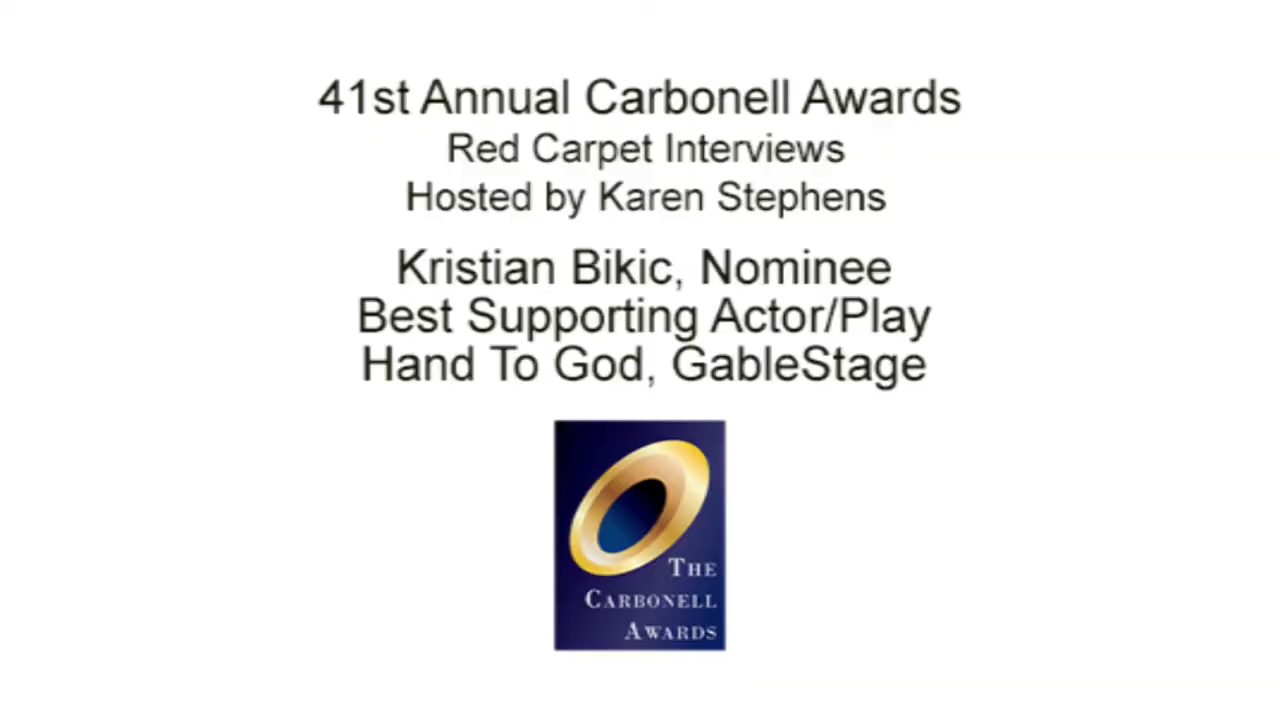 41st Annual Carbonell Awards
Red Carpet Interviews
Hosted by Karen Stephens
Kristian Bikic, Nominee
Best Supporting Actor/Play
Hand To God, GableStage
THE
CARBONELL
AWARDS